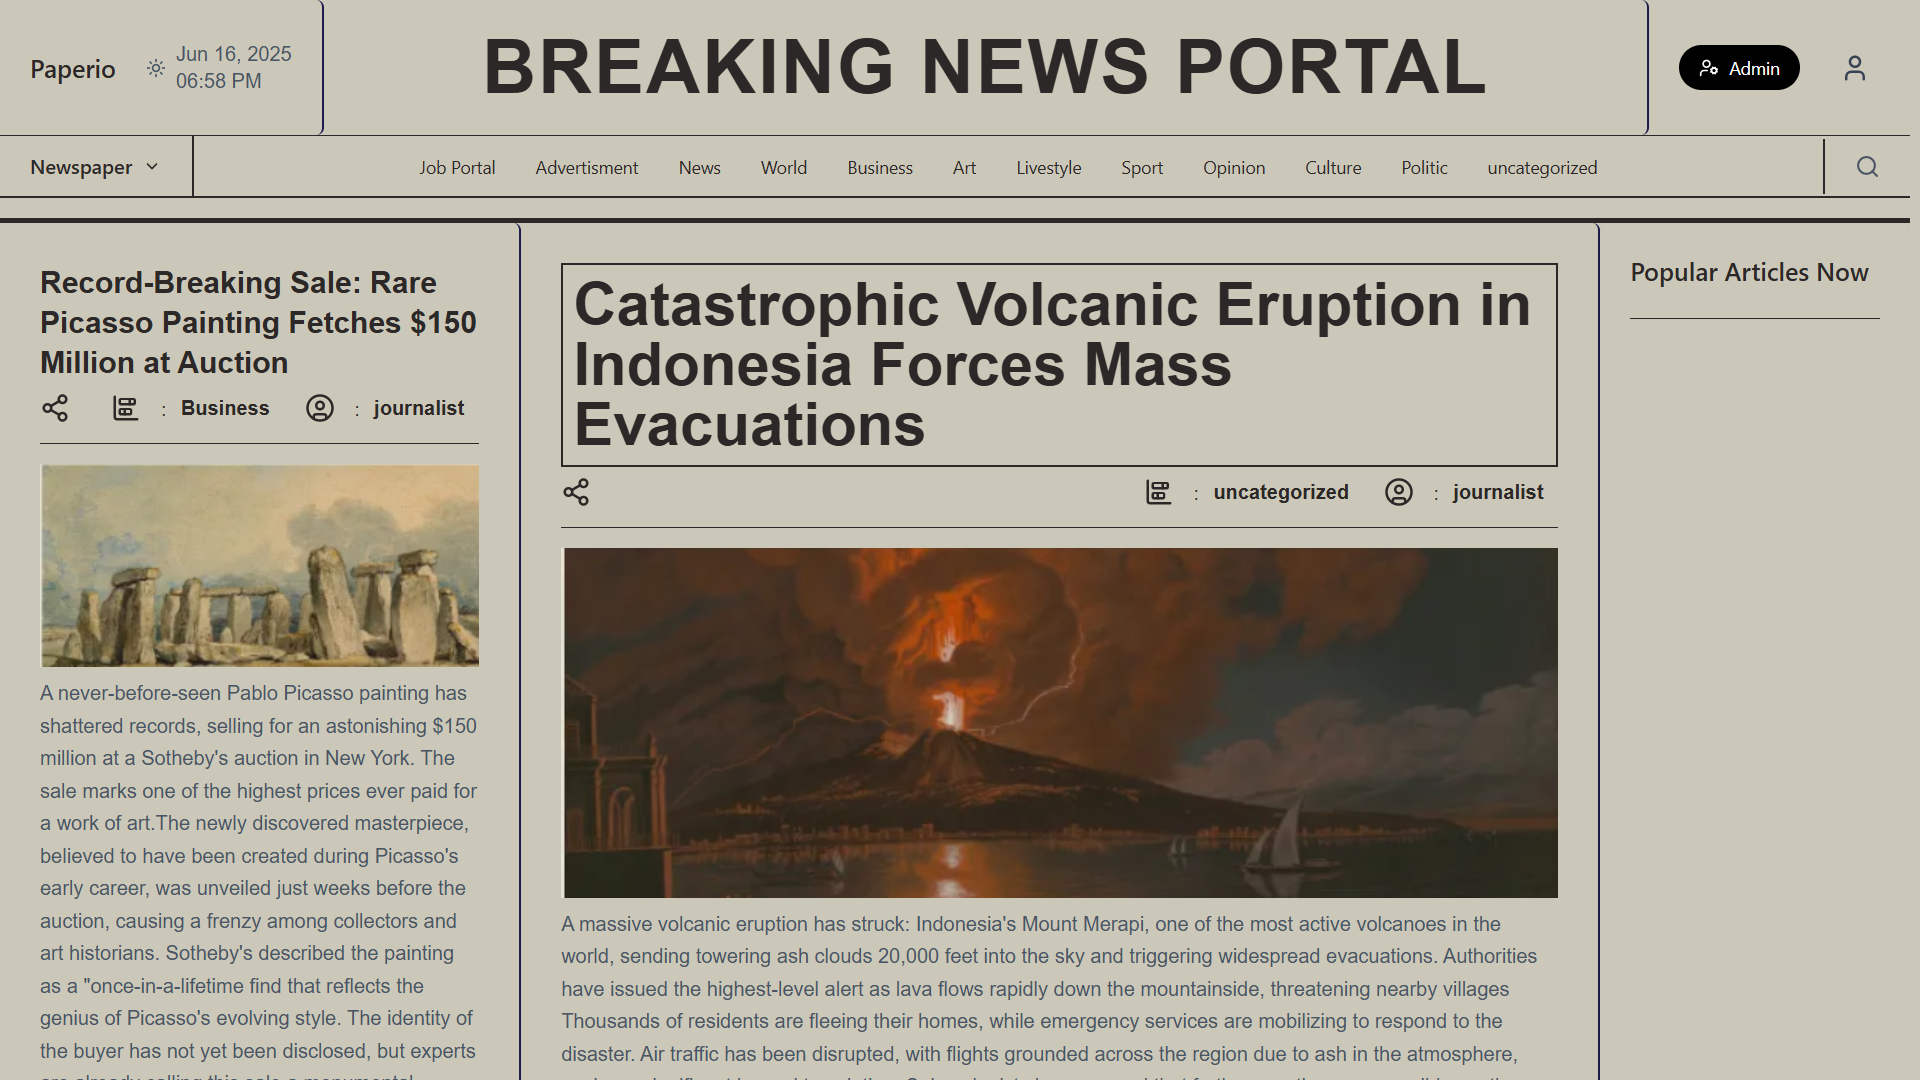 Paperio
Jun 16, 2025
06:58 PM
BREAKING NEWS PORTAL
Admin
Newspaper
Job Portal
Advertisment
News
World
Business
Art
Livestyle
Sport
Opinion
Culture
Politic
uncategorized
Record-Breaking Sale: Rare
Picasso Painting Fetches $150
Million at Auction
: Business
: journalist
A never-before-seen Pablo Picasso painting has
shattered records, selling for an astonishing $150
million at a Sotheby's auction in New York. The
sale marks one of the highest prices ever paid for
a work of art.The newly discovered masterpiece,
believed to have been created during Picasso's
early career, was unveiled just weeks before the
auction, causing a frenzy among collectors and
art historians. Sotheby's described the painting
as a "once-in-a-lifetime find that reflects the
genius of Picasso's evolving style. The identity of
the buyer has not yet been disclosed, but experts
Catastrophic Volcanic Eruption in
Indonesia Forces Mass
Evacuations
: uncategorized
: journalist
A massive volcanic eruption has struck: Indonesia's Mount Merapi, one of the most active volcanoes in the
world, sending towering ash clouds 20,000 feet into the sky and triggering widespread evacuations. Authorities
have issued the highest-level alert as lava flows rapidly down the mountainside, threatening nearby villages
Thousands of residents are fleeing their homes, while emergency services are mobilizing to respond to the
disaster. Air traffic has been disrupted, with flights grounded across the region due to ash in the atmosphere,
Popular Articles Now